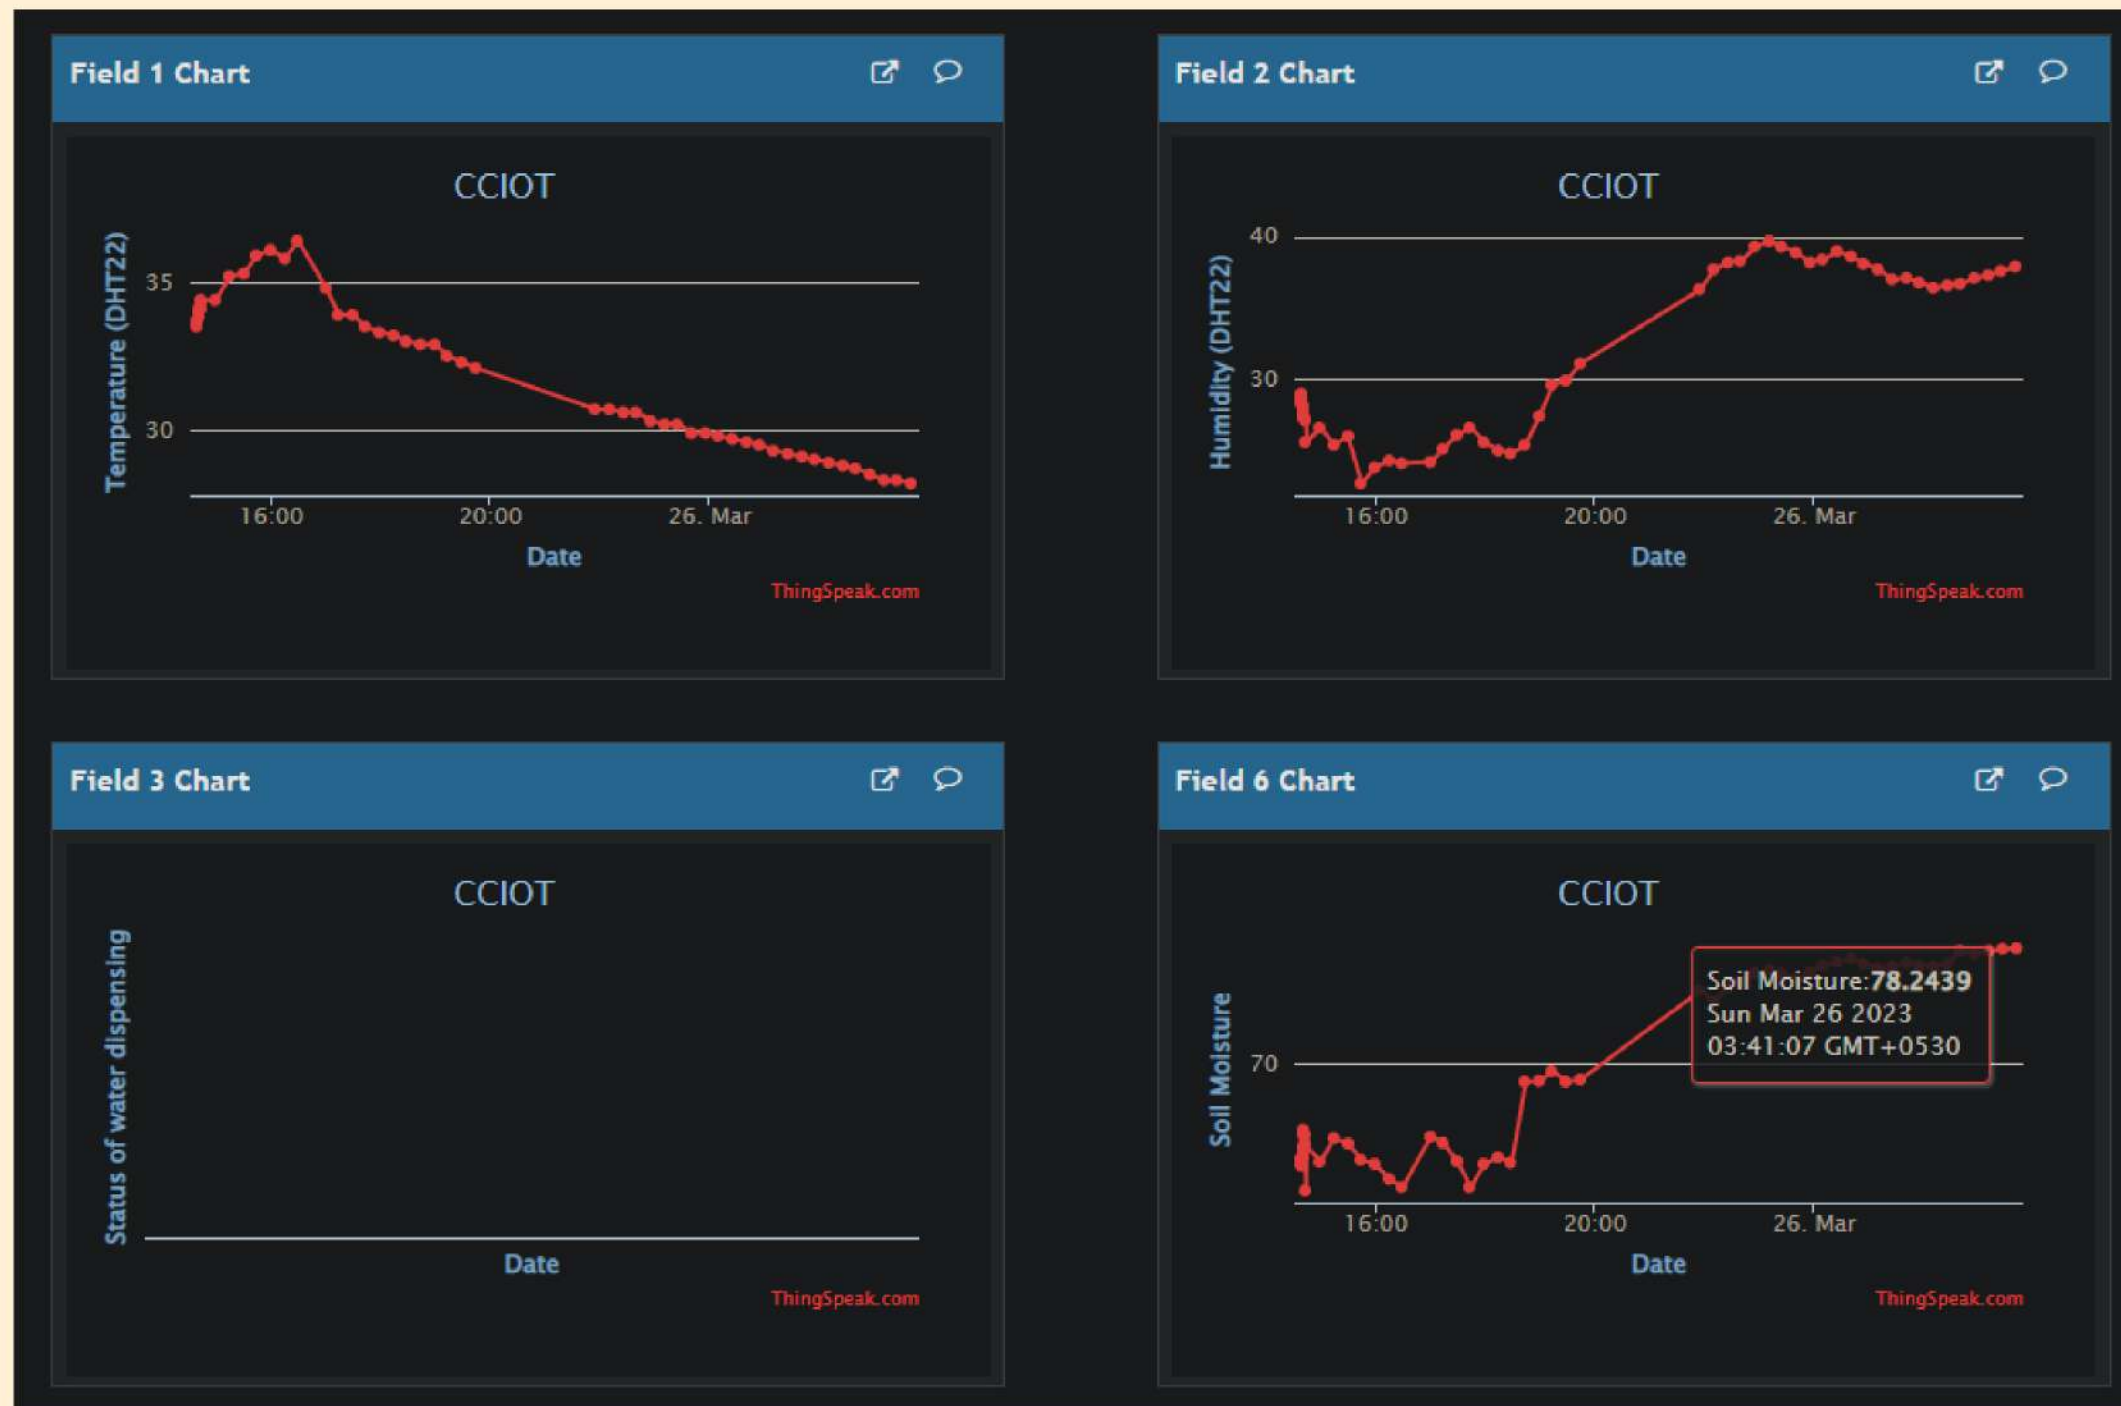 Field 1 Chart
CCIOT
Temperature (DHT22)
35
30
16:00
20:00
26. Mar
Date
ThingSpeak.com
Field 2 Chart
CCIOT
Humidity (DHT22)
40
30
16:00
20:00
26. Mar
Date
ThingSpeak.com
Field 3 Chart
CCIOT
Status of water dispensing
Date
ThingSpeak.com
Field 6 Chart
CCIOT
Soil Moisture
70
Soil Moisture:78.2439
Sun Mar 26 2023
03:41:07 GMT+0530
16:00
20:00
26. Mar
Date
ThingSpeak.com